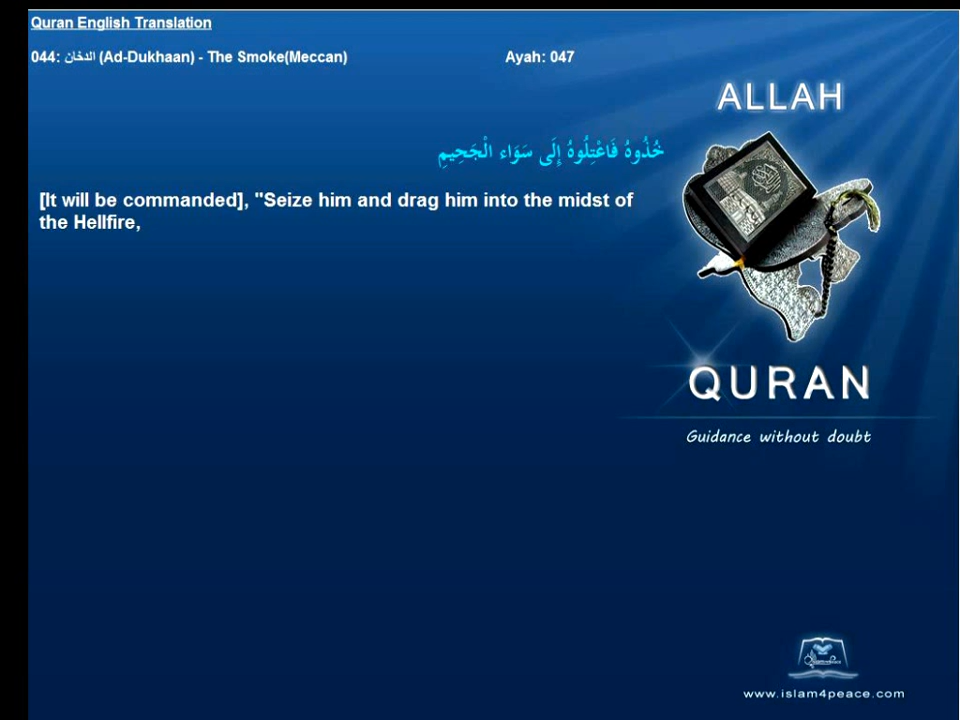 Quran English Translation
044: الدخان (Ad-Dukhaan) - The Smoke(Meccan) Ayah: 047
ALLAH
خُذُوهُ فَاعْتِلُوهُ إِلَى سَوَاء الْجَحِيمِ
[It will be commanded], "Seize him and drag him into the midst of
the Hellfire,
QURAN
Guidance without doubt
www.islam4peace.com